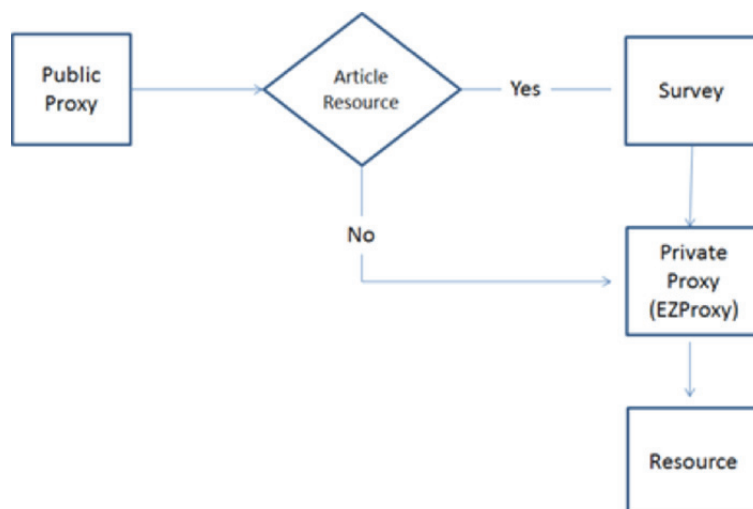 Public
Proxy
Article
Resource
Yes
Survey
No
Private
Proxy
(EZProxy)
Resource